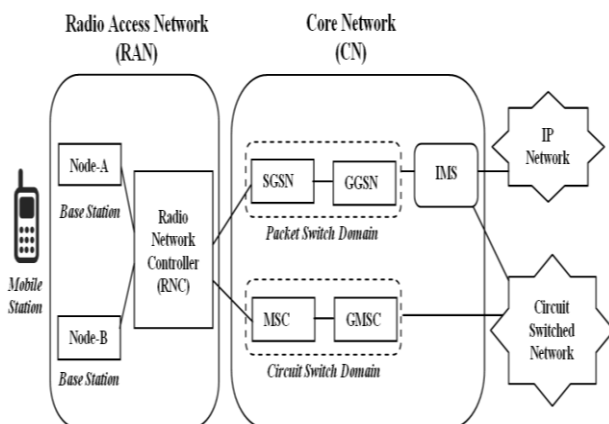 Radio Access Network
(RAN)
Core Network
(CN)
Mobile
Station
Node-A
Base Station
Node-B
Base Station
Radio
Network
Controller
(RNC)
SGSN
GGSN
Packet Switch Domain
MSC
GMSC
Circuit Switch Domain
IMS
IP
Network
Circuit
Switched
Network